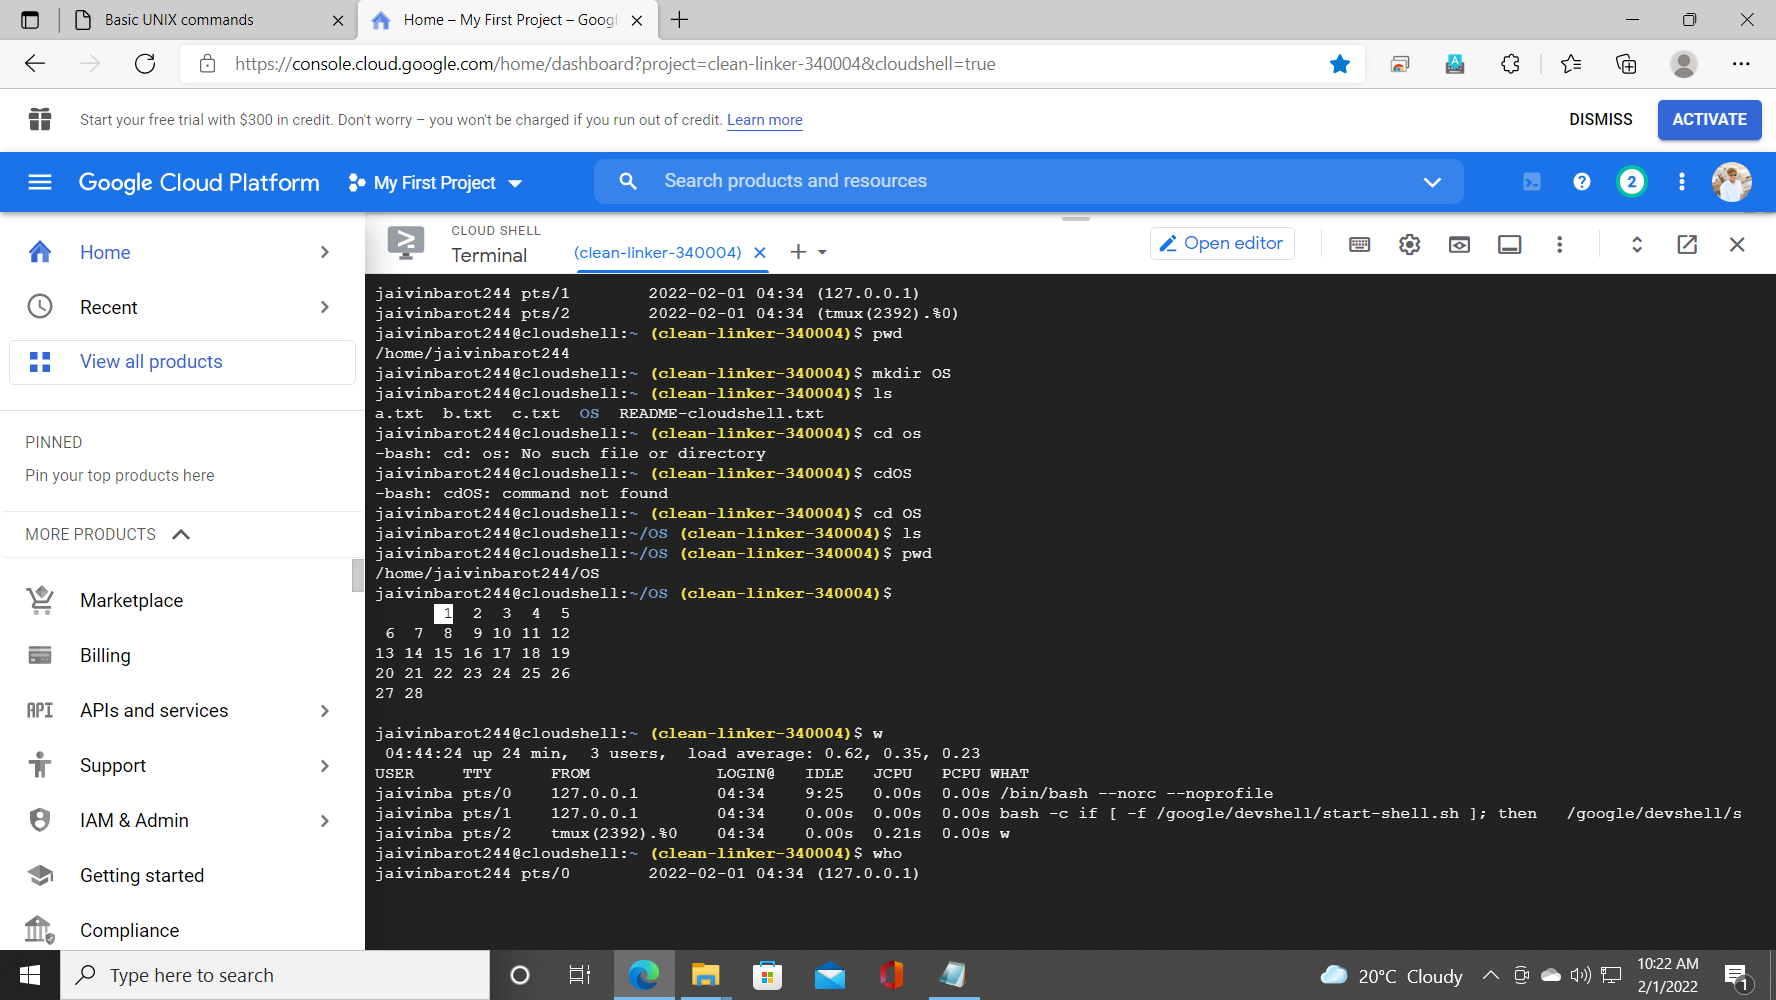 Basic UNIX commands
Home – My First Project – Googl
https://console.cloud.google.com/home/dashboard?project=clean-linker-340004&cloudshell=true
Start your free trial with $300 in credit. Don't worry – you won't be charged if you run out of credit. Learn more
DISMISS
ACTIVATE
Google Cloud Platform
My First Project
Search products and resources
2
Home
Recent
View all products
PINNED
Pin your top products here
MORE PRODUCTS
Marketplace
Billing
API APIs and services
Support
IAM & Admin
Getting started
Compliance
CLOUD SHELL
Terminal
(clean-linker-340004)
Open editor
jaivinbarot244 pts/1        2022-02-01 04:34 (127.0.0.1)
jaivinbarot244 pts/2        2022-02-01 04:34 (tmux(2392).%0)
jaivinbarot244@cloudshell:~ (clean-linker-340004)$ pwd
/home/jaivinbarot244
jaivinbarot244@cloudshell:~ (clean-linker-340004)$ mkdir OS
jaivinbarot244@cloudshell:~ (clean-linker-340004)$ ls
a.txt  b.txt  c.txt  OS  README-cloudshell.txt
jaivinbarot244@cloudshell:~ (clean-linker-340004)$ cd os
-bash: cd: os: No such file or directory
jaivinbarot244@cloudshell:~ (clean-linker-340004)$ cdOS
-bash: cdOS: command not found
jaivinbarot244@cloudshell:~ (clean-linker-340004)$ cd OS
jaivinbarot244@cloudshell:~/OS (clean-linker-340004)$ ls
jaivinbarot244@cloudshell:~/OS (clean-linker-340004)$ pwd
/home/jaivinbarot244/OS
jaivinbarot244@cloudshell:~/OS (clean-linker-340004)$
       1  2  3  4  5
 6  7  8  9 10 11 12
13 14 15 16 17 18 19
20 21 22 23 24 25 26
27 28
jaivinbarot244@cloudshell:~ (clean-linker-340004)$ w
 04:44:24 up 24 min,  3 users,  load average: 0.62, 0.35, 0.23
USER     TTY      FROM             LOGIN@   IDLE   JCPU   PCPU WHAT
jaivinba pts/0    127.0.0.1        04:34    9:25   0.00s  0.00s /bin/bash --norc --noprofile
jaivinba pts/1    127.0.0.1        04:34    0.00s  0.00s  0.00s bash -c if [ -f /google/devshell/start-shell.sh ]; then   /google/devshell/s
jaivinba pts/2    tmux(2392).%0    04:34    0.00s  0.21s  0.00s w
jaivinbarot244@cloudshell:~ (clean-linker-340004)$ who
jaivinbarot244 pts/0        2022-02-01 04:34 (127.0.0.1)
Type here to search
20°C Cloudy
10:22 AM
2/1/2022
1